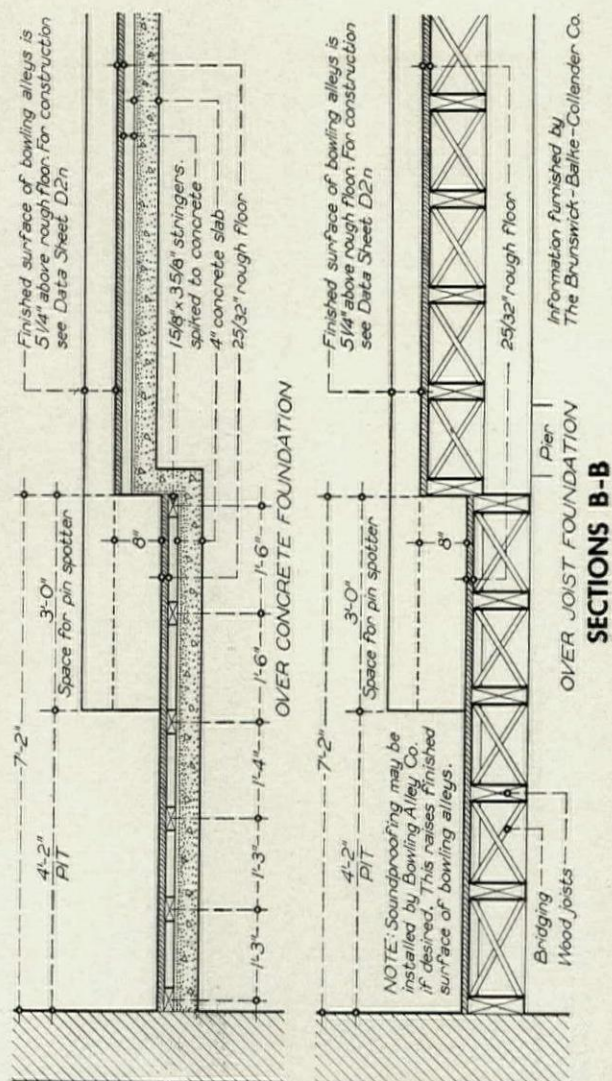 7'-2"
4'-2"
PIT
3'-0"
Space for pin spotter
8"
Finished surface of bowling alleys is
5 1/4" above rough floor. For construction
see Data Sheet D2n
1 5/8" x 3 5/8" stringers.
spiked to concrete
4" concrete slab
25/32" rough floor
1'-3"
1'-3"
1'-4"
1'-6"
1'-6"
OVER CONCRETE FOUNDATION
7'-2"
4'-2"
PIT
3'-0"
Space for pin spotter
8"
Finished surface of bowling alleys is
5 1/4" above rough floor. For construction
see Data Sheet D2n
NOTE: Soundproofing may be
installed by Bowling Alley Co.
if desired. This raises finished
surface of bowling alleys.
25/32" rough floor
Bridging
Wood joists
Pier
OVER JOIST FOUNDATION
Information furnished by
The Brunswick-Balke-Collender Co.
SECTIONS B-B